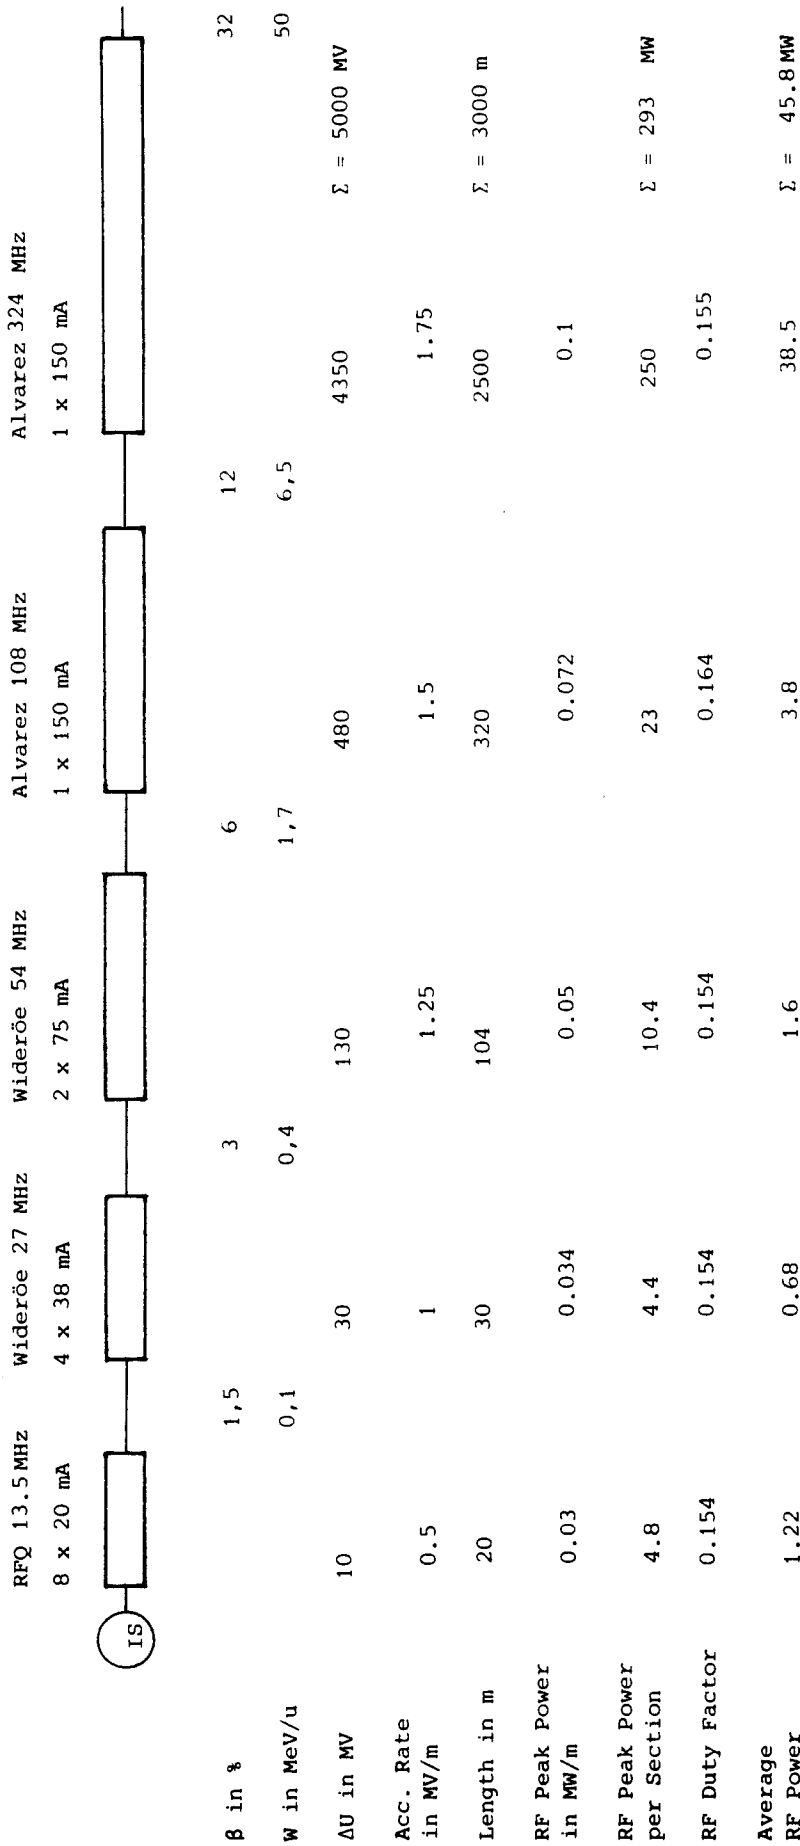 RFQ 13.5 MHz Wideröe 27 MHz Wideröe 54 MHz Alvarez 108 MHz Alvarez 324 MHz
8 x 20 mA 4 x 38 mA 2 x 75 mA 1 x 150 mA 1 x 150 mA
IS
β in % 1,5 3 6 12 32
W in MeV/u 0,1 0,4 1,7 6,5 50
ΔU in MV 10 30 130 480 4350 Σ = 5000 MV
Acc. Rate
in MV/m 0.5 1 1.25 1.5 1.75
Length in m 20 30 104 320 2500 Σ = 3000 m
RF Peak Power
in MW/m 0.03 0.034 0.05 0.072 0.1
RF Peak Power
per Section 4.8 4.4 10.4 23 250 Σ = 293 MW
RF Duty Factor 0.154 0.154 0.154 0.164 0.155
Average
RF Power 1.22 0.68 1.6 3.8 38.5 Σ = 45.8 MW